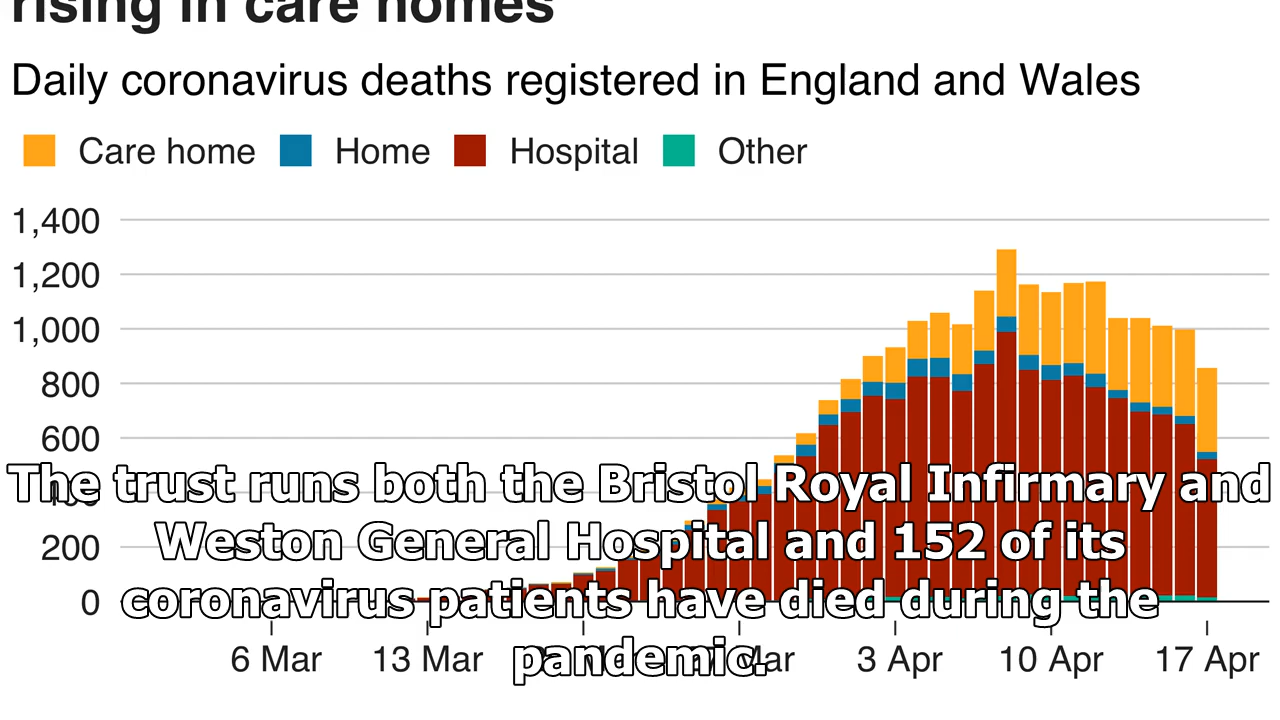 rising in care homes
Daily coronavirus deaths registered in England and Wales
Care home Home Hospital Other
1,400
1,200
1,000
800
600
The trust runs both the Bristol Royal Infirmary and
200
Weston General Hospital and 152 of its
0
coronavirus patients have died during the
6 Mar 13 Mar 3 Apr 10 Apr 17 Apr
pandemic.